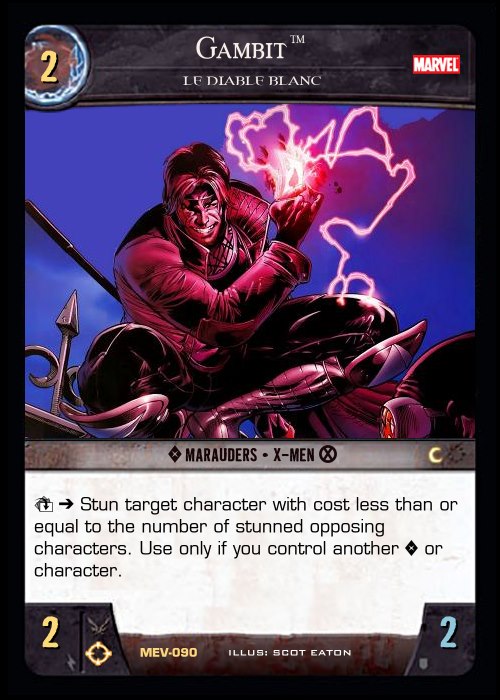 2
GAMBIT™
LE DIABLE BLANC
MARVEL
MARAUDERS • X-MEN
C
➔ Stun target character with cost less than or
equal to the number of stunned opposing
characters. Use only if you control another ◆ or
character.
2
MEV-090
ILLUS: SCOT EATON
2